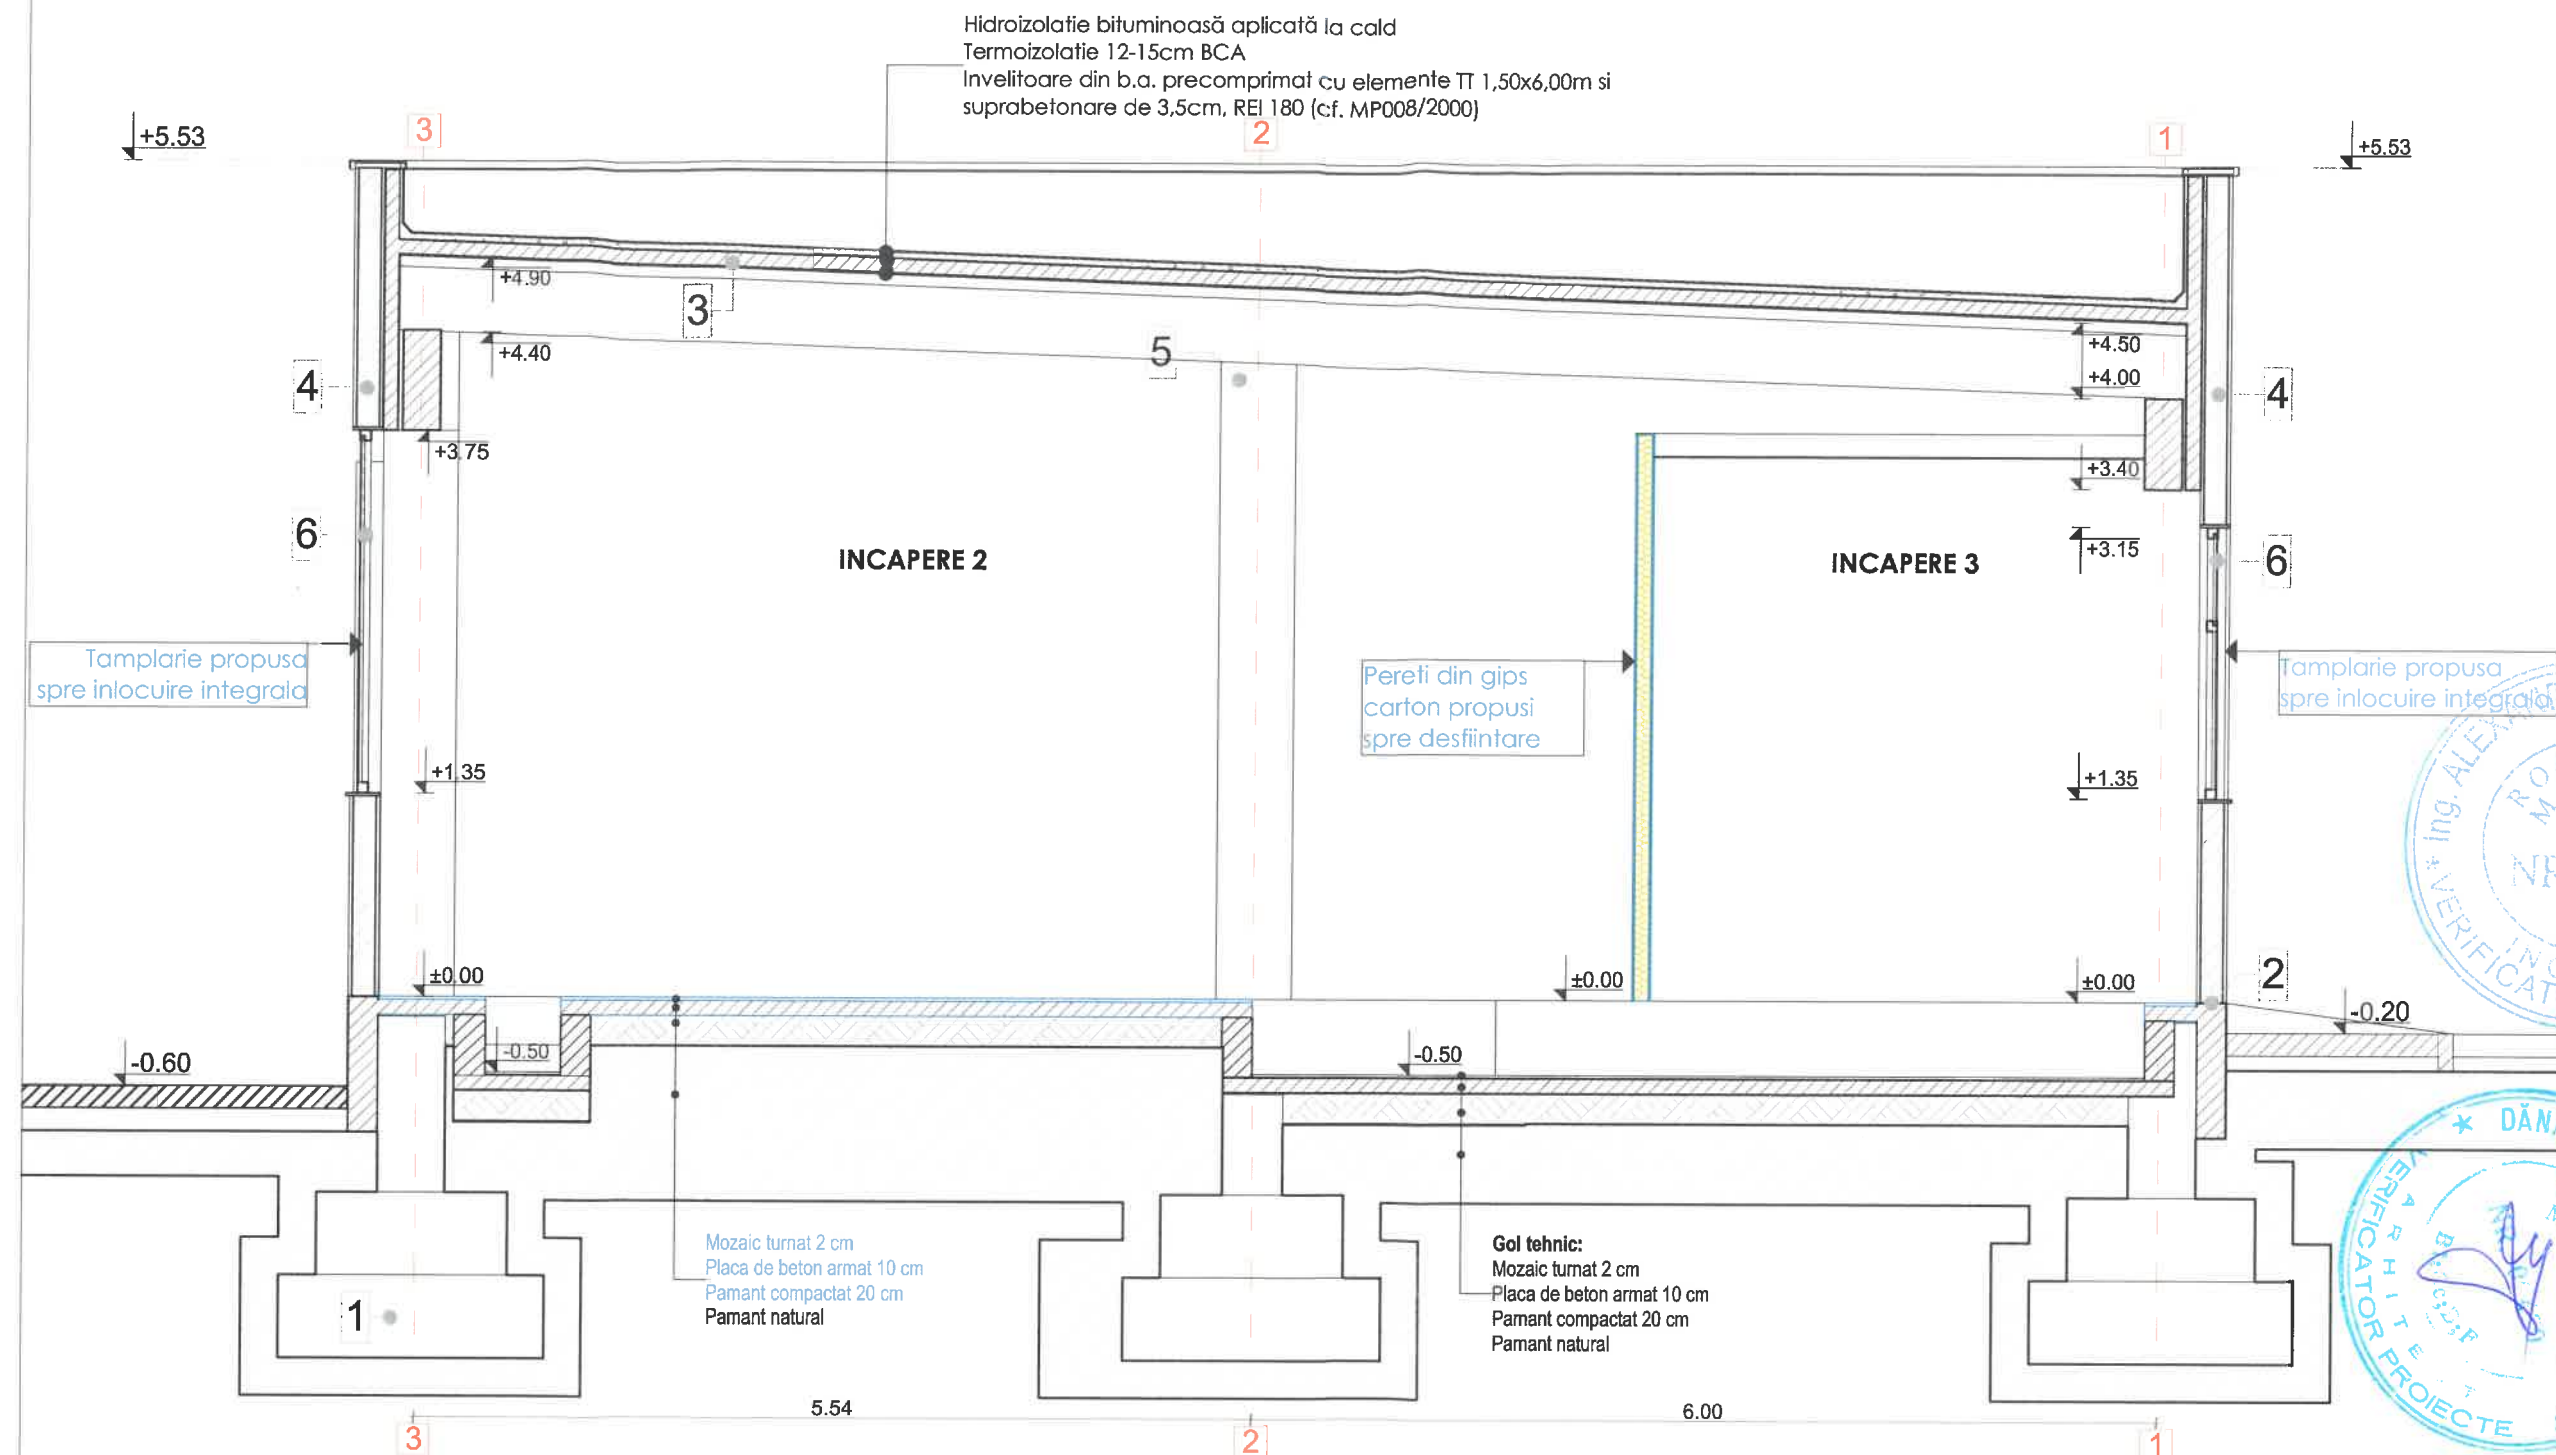 Hidroizolatie bituminoasă aplicată la cald
Termoizolatie 12-15cm BCA
Invelitoare din b.a. precomprimat cu elemente TT 1,50x6,00m si
suprabetonare de 3,5cm, REI 180 (cf. MP008/2000)
+5.53
3
2
1
+5.53
+4.90
3
+4.40
5
+4.50
+4.00
4
4
+3.75
+3.40
6
INCAPERE 2
INCAPERE 3
+3.15
6
Tamplarie propusa
spre inlocuire integrala
Pereti din gips
carton propusi
spre desfiintare
Tamplarie propusa
spre inlocuire integrala
+1.35
+1.35
±0.00
±0.00
±0.00
2
-0.20
-0.60
-0.50
-0.50
Mozaic turnat 2 cm
Placa de beton armat 10 cm
Pamant compactat 20 cm
Pamant natural
Gol tehnic:
Mozaic turnat 2 cm
Placa de beton armat 10 cm
Pamant compactat 20 cm
Pamant natural
1
5.54
6.00
3
2
1
* ing. ALEX
VERIFICAT
* DĂN
VERIFICATOR PROIECTE
ARHITE